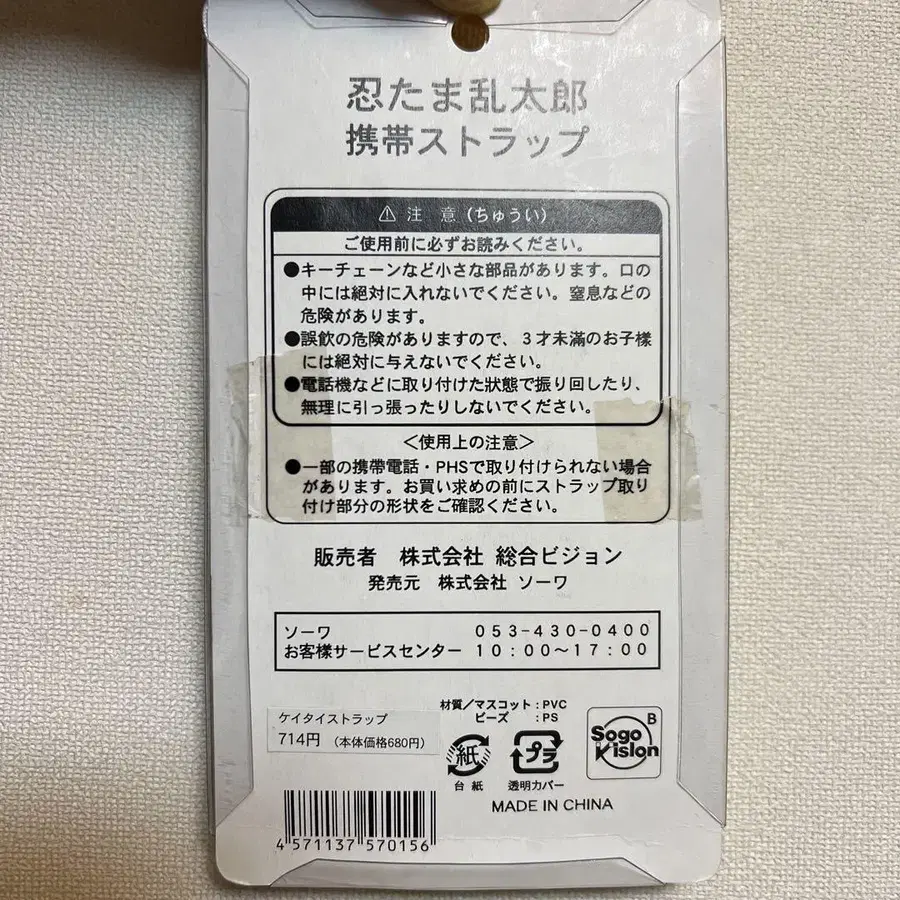 忍たま乱太郎
携帯ストラップ
⚠ 注 意 (ちゅうい)
ご使用前に必ずお読みください。
●キーチェーンなど小さな部品があります。口の
中には絶対に入れないでください。窒息などの
危険があります。
●誤飲の危険がありますので、3才未満のお子様
には絶対に与えないでください。
●電話機などに取り付けた状態で振り回したり、
無理に引っ張ったりしないでください。
<使用上の注意>
●一部の携帯電話・PHSで取り付けられない場合
があります。お買い求めの前にストラップ取り
付け部分の形状をご確認ください。
販売者 株式会社 総合ビジョン
発売元 株式会社 ソーワ
ソーワ 053-430-0400
お客様サービスセンター 10:00〜17:00
材質/マスコット:PVC
ビーズ :PS
ケイタイストラップ
714円 (本体価格680円)
紙
台紙
プラ
透明カバー
B
Sogo
Vision
MADE IN CHINA
4571137570156